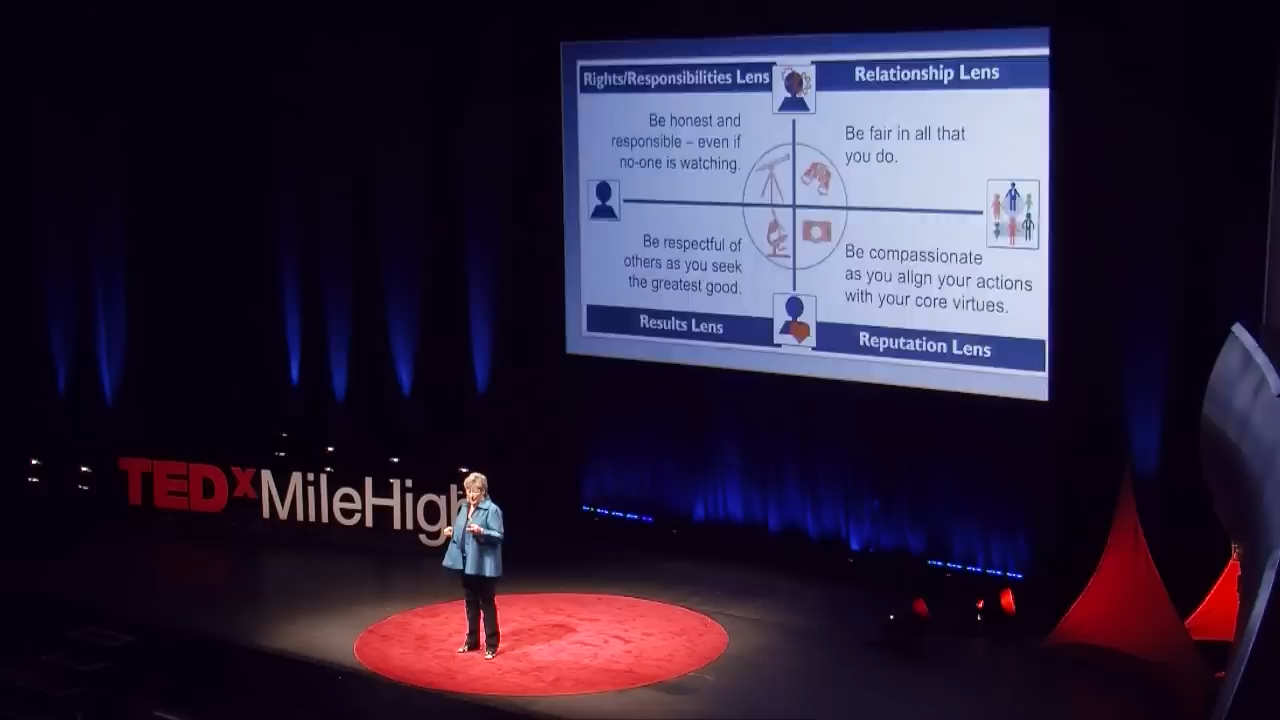 Rights/Responsibilities Lens
Relationship Lens
Be honest and
responsible – even if
no-one is watching.
Be fair in all that
you do.
Be respectful of
others as you seek
the greatest good.
Be compassionate
as you align your actions
with your core virtues.
Results Lens
Reputation Lens
TEDxMileHigh